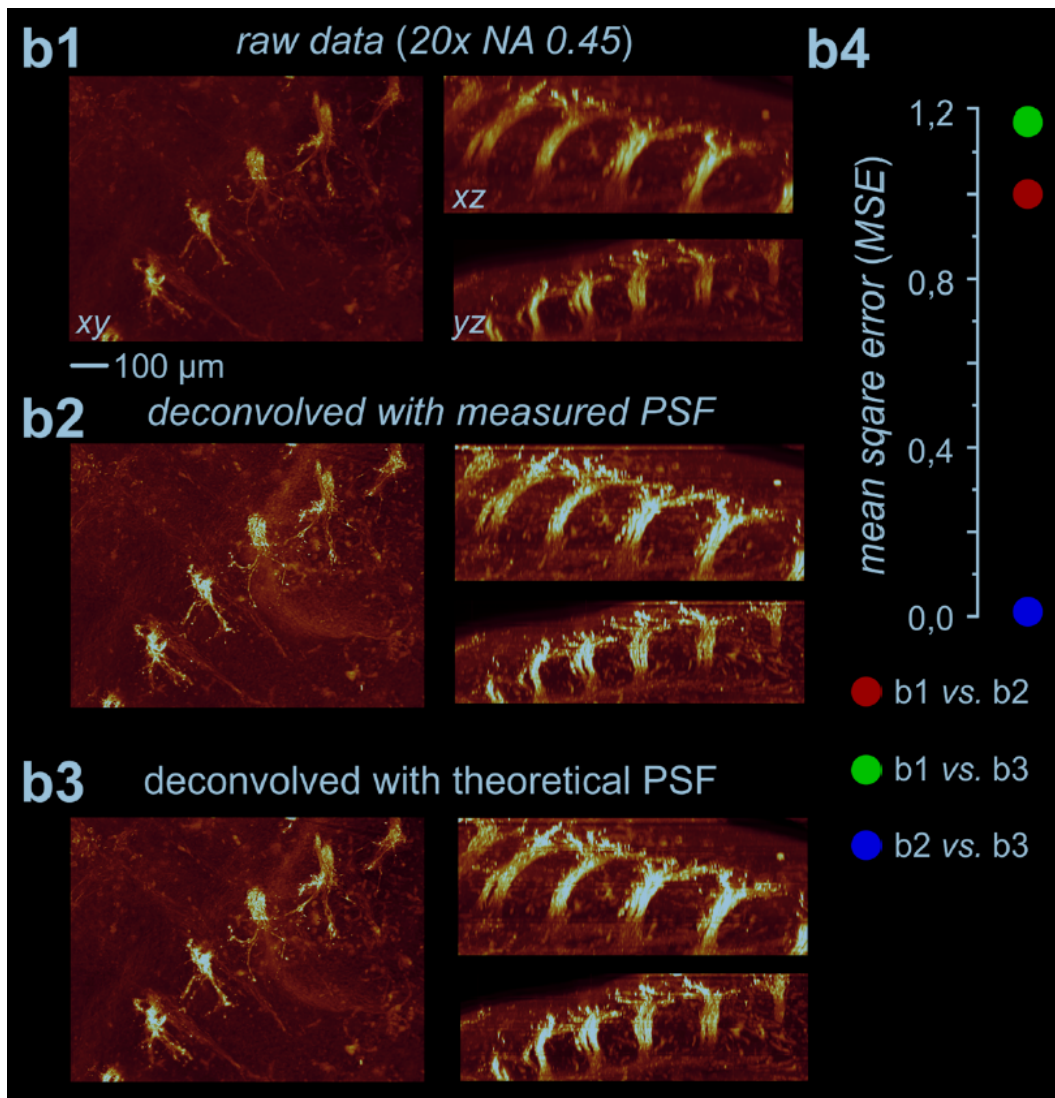 b1
raw data (20x NA 0.45)
xy
xz
yz
100 µm
b2
deconvolved with measured PSF
b3
deconvolved with theoretical PSF
b4
mean sqare error (MSE)
1,2
0,8
0,4
0,0
b1 vs. b2
b1 vs. b3
b2 vs. b3